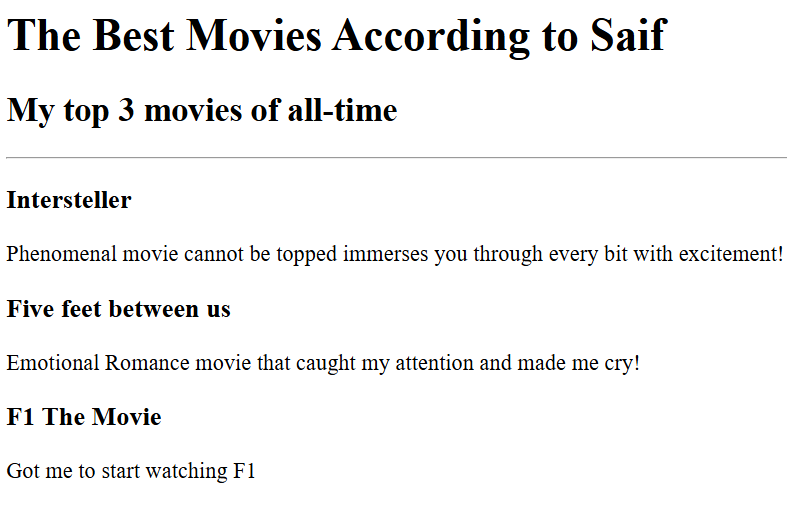 The Best Movies According to Saif
My top 3 movies of all-time
Intersteller
Phenomenal movie cannot be topped immerses you through every bit with excitement!
Five feet between us
Emotional Romance movie that caught my attention and made me cry!
F1 The Movie
Got me to start watching F1